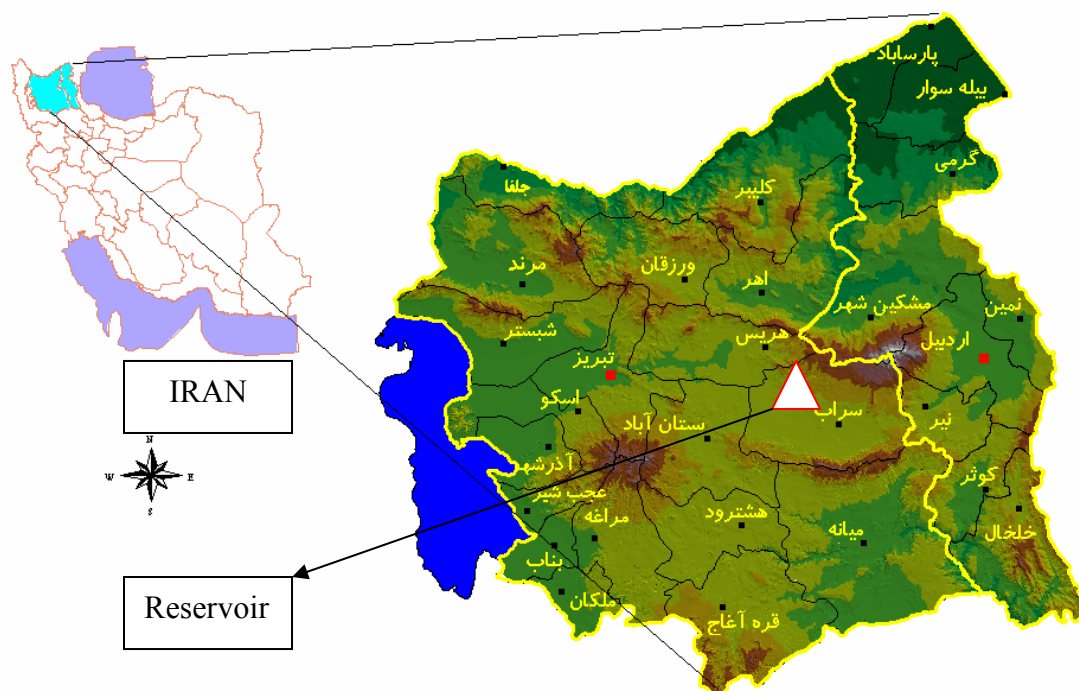 پارساباد
بیله سوار
گرمی
جلفا
کلیبر
مرند
ورزقان
اهر
مشکین شهر
نمین
شبستر
هریس
اردبیل
تبریز
اسکو
سراب
نیر
ستان آباد
آذرشهر
کوثر
عجب شیر
مراغه
هشترود
میانه
خلخال
بناب
ملکان
قره آغاج
IRAN
N
W
E
S
Reservoir